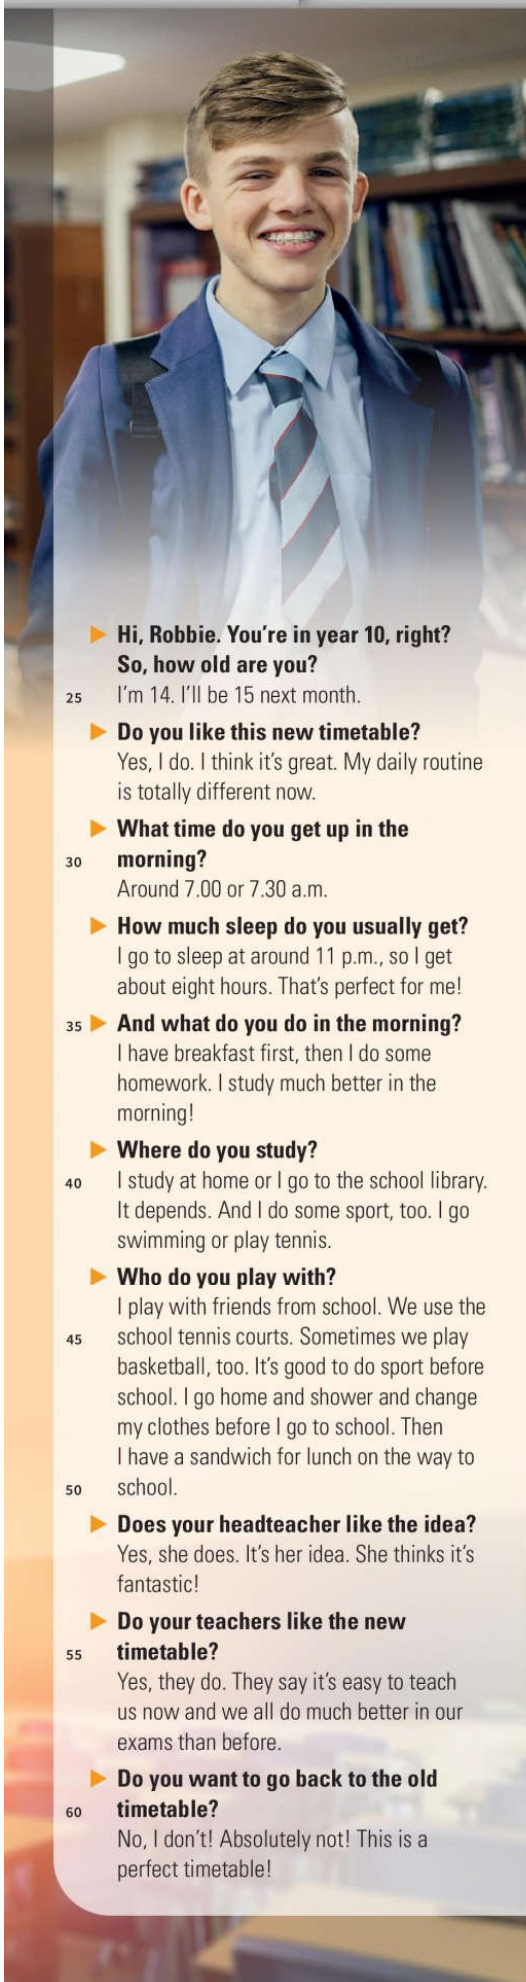 ▶ Hi, Robbie. You're in year 10, right?
So, how old are you?
25 I'm 14. I'll be 15 next month.
▶ Do you like this new timetable?
Yes, I do. I think it's great. My daily routine
is totally different now.
▶ What time do you get up in the
30 morning?
Around 7.00 or 7.30 a.m.
▶ How much sleep do you usually get?
I go to sleep at around 11 p.m., so I get
about eight hours. That's perfect for me!
35 ▶ And what do you do in the morning?
I have breakfast first, then I do some
homework. I study much better in the
morning!
▶ Where do you study?
40 I study at home or I go to the school library.
It depends. And I do some sport, too. I go
swimming or play tennis.
▶ Who do you play with?
I play with friends from school. We use the
45 school tennis courts. Sometimes we play
basketball, too. It's good to do sport before
school. I go home and shower and change
my clothes before I go to school. Then
I have a sandwich for lunch on the way to
50 school.
▶ Does your headteacher like the idea?
Yes, she does. It's her idea. She thinks it's
fantastic!
▶ Do your teachers like the new
55 timetable?
Yes, they do. They say it's easy to teach
us now and we all do much better in our
exams than before.
▶ Do you want to go back to the old
60 timetable?
No, I don't! Absolutely not! This is a
perfect timetable!